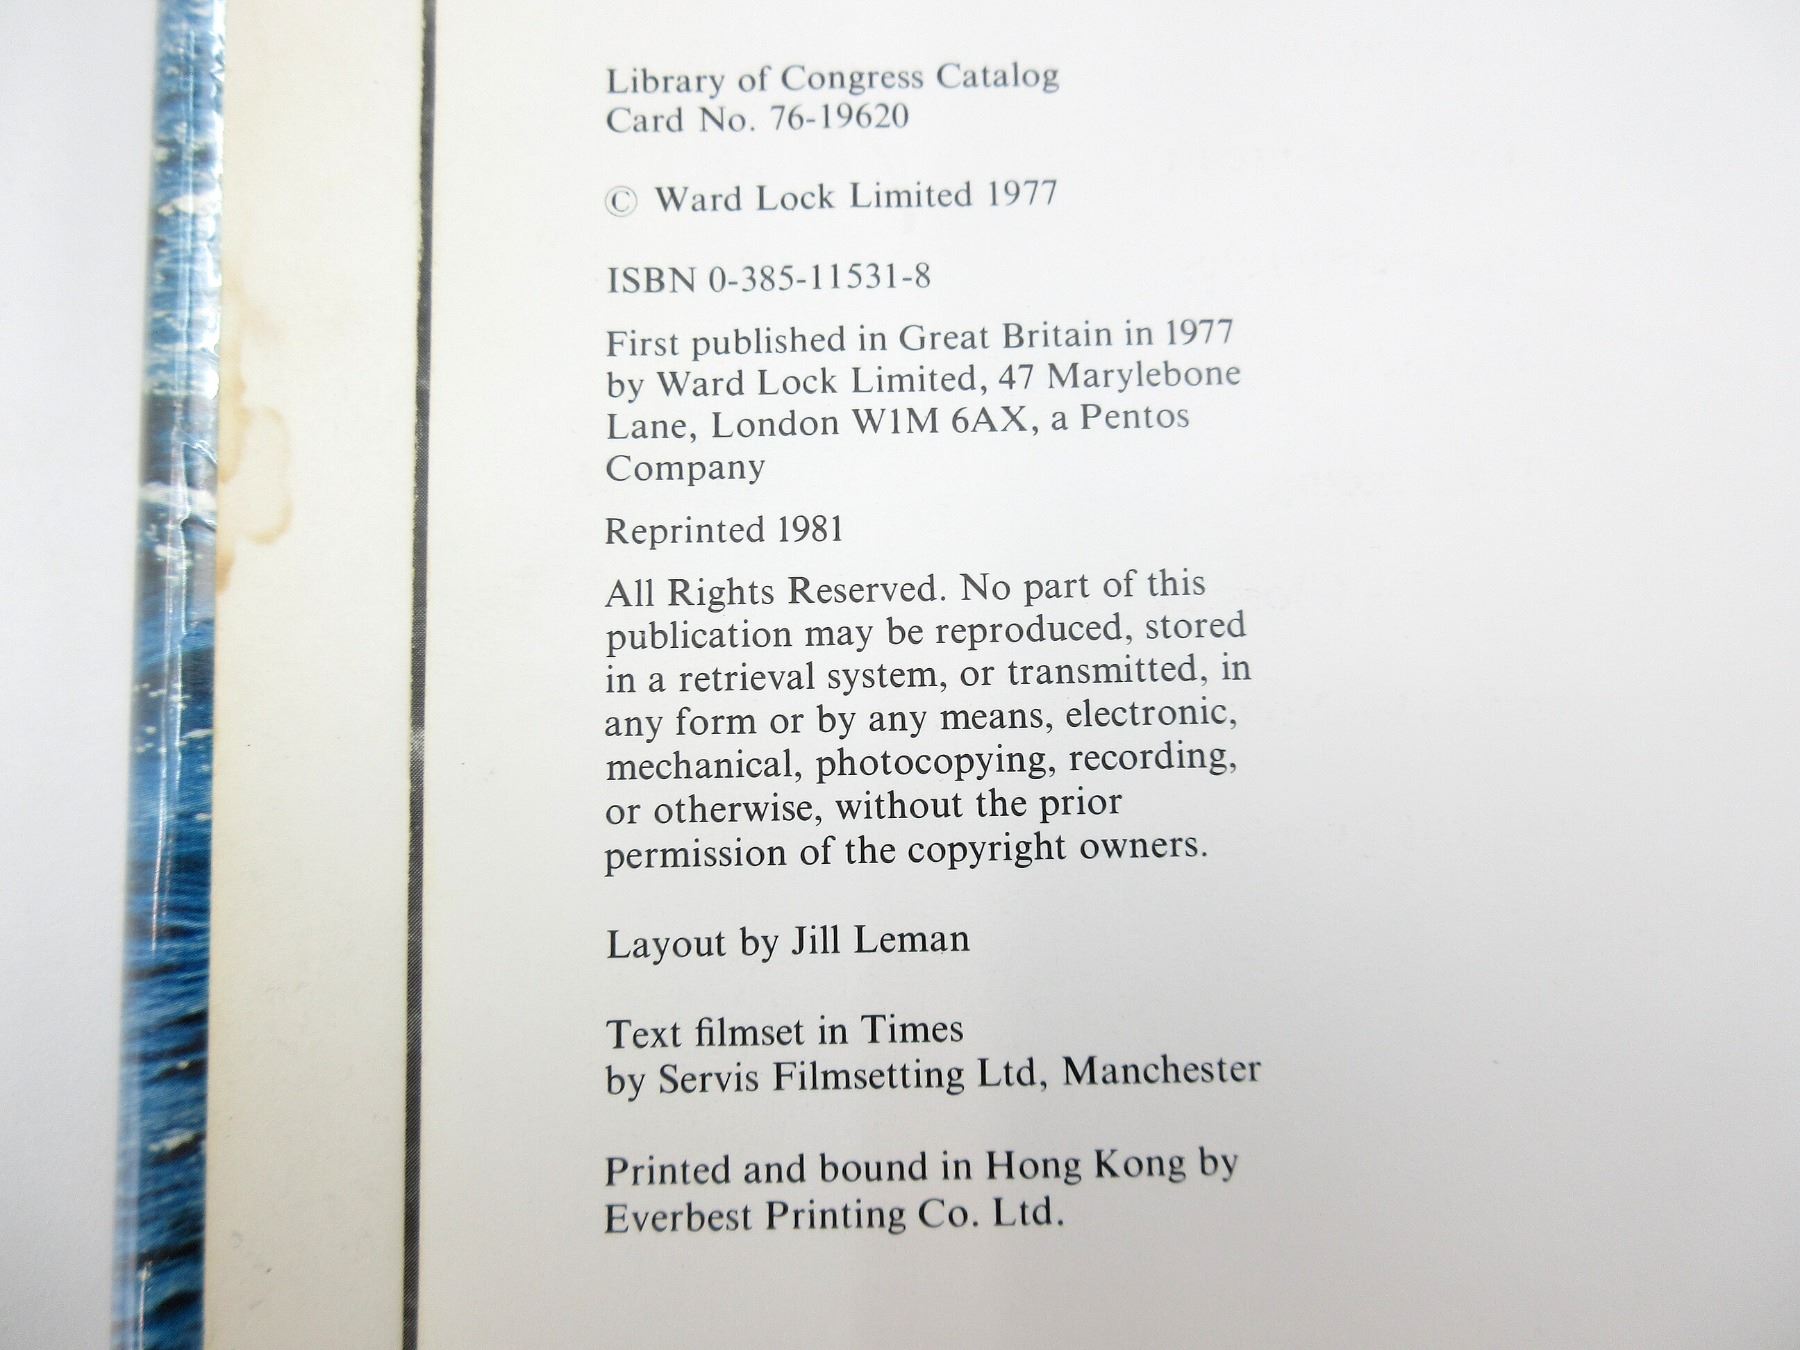 Library of Congress Catalog
Card No. 76-19620
© Ward Lock Limited 1977
ISBN 0-385-11531-8
First published in Great Britain in 1977
by Ward Lock Limited, 47 Marylebone
Lane, London W1M 6AX, a Pentos
Company
Reprinted 1981
All Rights Reserved. No part of this
publication may be reproduced, stored
in a retrieval system, or transmitted, in
any form or by any means, electronic,
mechanical, photocopying, recording,
or otherwise, without the prior
permission of the copyright owners.
Layout by Jill Leman
Text filmset in Times
by Servis Filmsetting Ltd, Manchester
Printed and bound in Hong Kong by
Everbest Printing Co. Ltd.